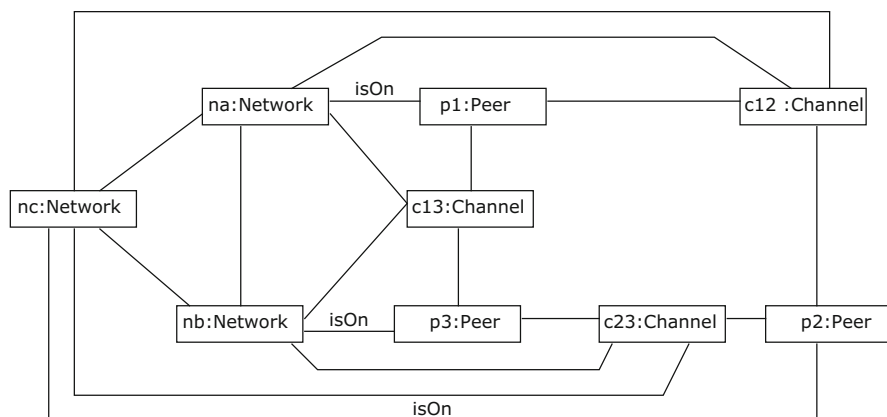 isOn
na:Network
p1:Peer
c12 :Channel
nc:Network
c13:Channel
isOn
nb:Network
p3:Peer
c23:Channel
p2:Peer
isOn